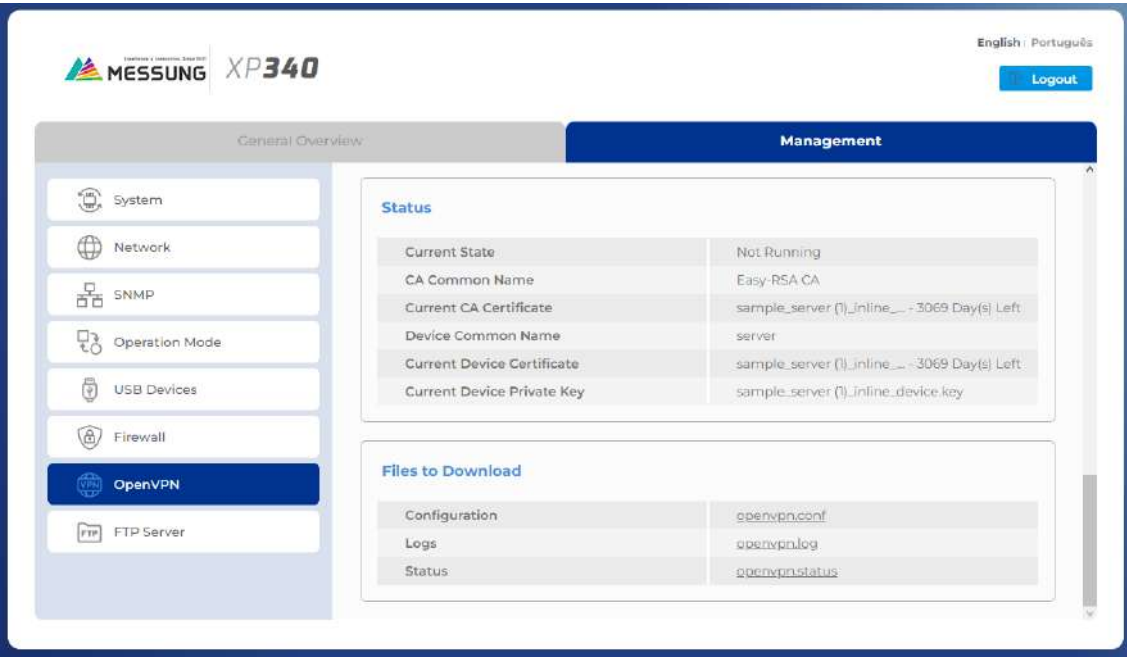 English | Português
MESSUNG XP340
Logout
General Overview
Management
System
Network
SNMP
Operation Mode
USB Devices
Firewall
VPN OpenVPN
FTP FTP Server
Status
Current State Not Running
CA Common Name Easy-RSA CA
Current CA Certificate sample_server (1)_inline_... - 3069 Day(s) Left
Device Common Name server
Current Device Certificate sample_server (1)_inline_... - 3069 Day(s) Left
Current Device Private Key sample_server (1)_inline_device.key
Files to Download
Configuration openvpn.conf
Logs openvpn.log
Status openvpn.status